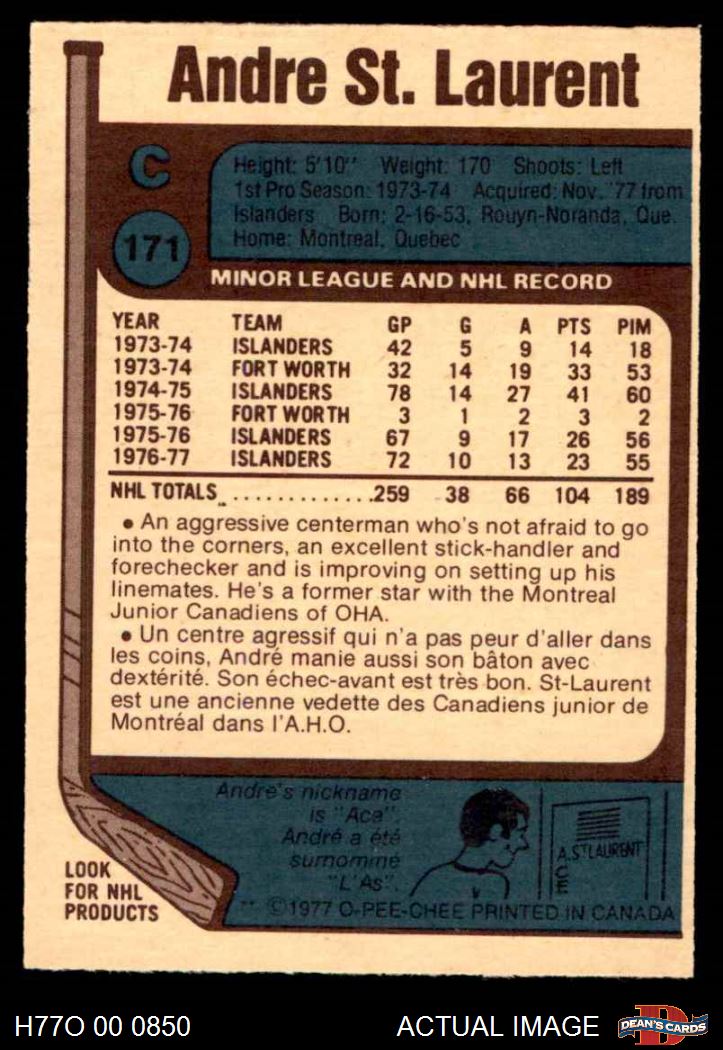 Andre St. Laurent
C
171
Height: 5'10" Weight: 170 Shoots: Left
1st Pro Season: 1973-74 Acquired: Nov. '77 from
Islanders Born: 2-16-53, Rouyn-Noranda, Que.
Home: Montreal, Quebec
MINOR LEAGUE AND NHL RECORD
YEAR TEAM GP G A PTS PIM
1973-74 ISLANDERS 42 5 9 14 18
1973-74 FORT WORTH 32 14 19 33 53
1974-75 ISLANDERS 78 14 27 41 60
1975-76 FORT WORTH 3 1 2 3 2
1975-76 ISLANDERS 67 9 17 26 56
1976-77 ISLANDERS 72 10 13 23 55
NHL TOTALS.............259 38 66 104 189
• An aggressive centerman who's not afraid to go
into the corners, an excellent stick-handler and
forechecker and is improving on setting up his
linemates. He's a former star with the Montreal
Junior Canadiens of OHA.
• Un centre agressif qui n'a pas peur d'aller dans
les coins, André manie aussi son bâton avec
dextérité. Son échec-avant est très bon. St-Laurent
est une ancienne vedette des Canadiens junior de
Montréal dans l'A.H.O.
Andre's nickname
is "Ace".
André a été
surnommé
"L'As".
A. ST LAURENT
C
E
LOOK
FOR NHL
PRODUCTS
** ©1977 O-PEE-CHEE PRINTED IN CANADA
H77O 00 0850
ACTUAL IMAGE
D
DEAN'S CARDS